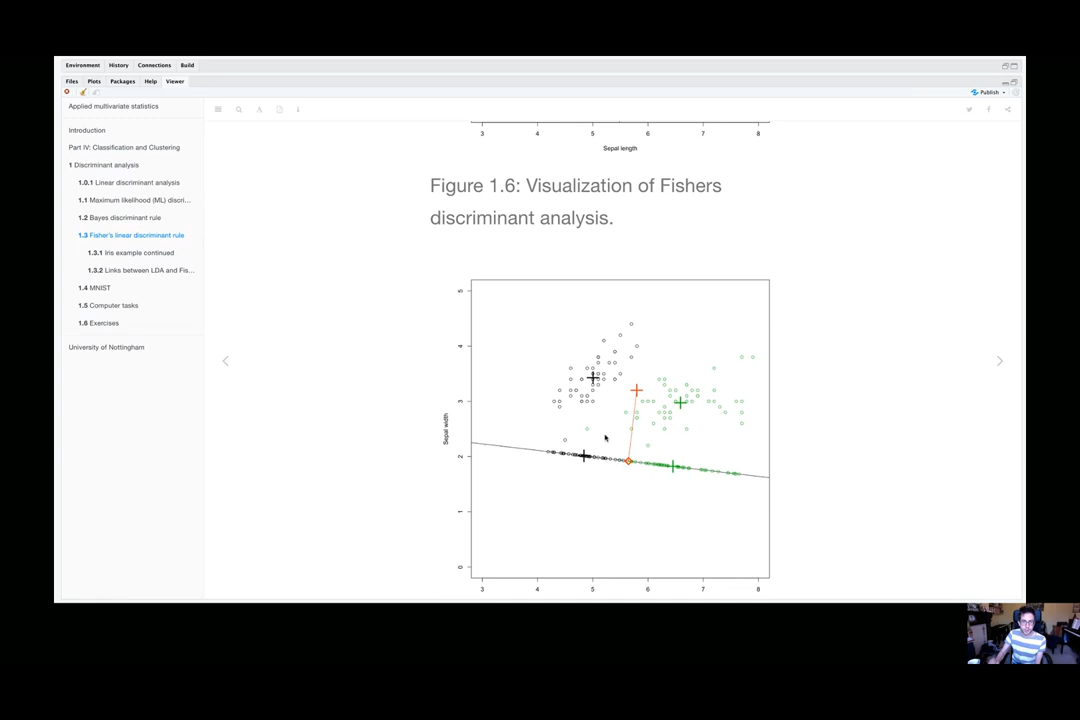 Environment History Connections Build
Files Plots Packages Help Viewer
Publish
Applied multivariate statistics
Introduction
Part IV: Classification and Clustering
1 Discriminant analysis
1.0.1 Linear discriminant analysis
1.1 Maximum likelihood (ML) discri...
1.2 Bayes discriminant rule
1.3 Fisher's linear discriminant rule
1.3.1 Iris example continued
1.3.2 Links between LDA and Fis...
1.4 MNIST
1.5 Computer tasks
1.6 Exercises
University of Nottingham
3 4 5 6 7 8
Sepal length
Figure 1.6: Visualization of Fishers
discriminant analysis.
5
4
3
2
1
0
Sepal width
3 4 5 6 7 8